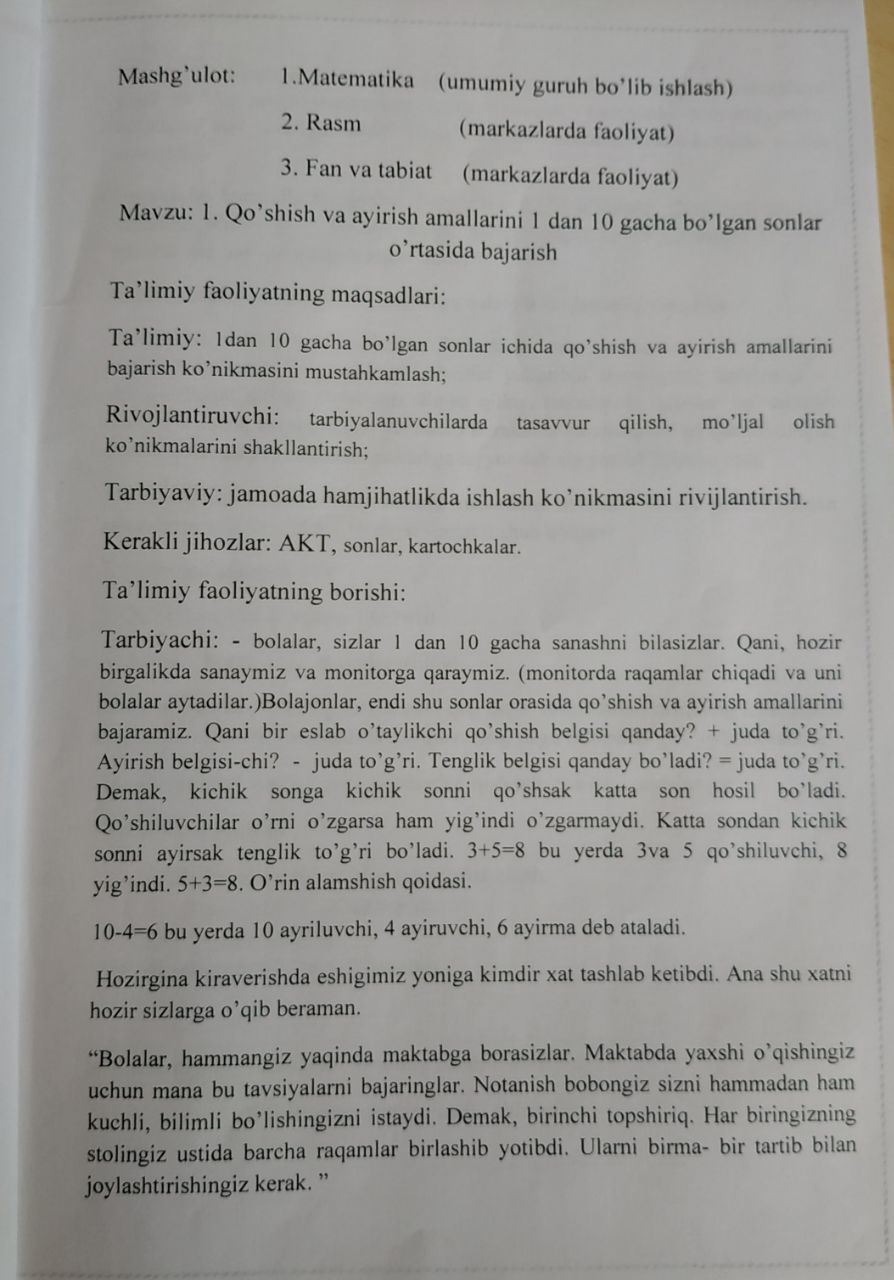 Mashg'ulot: 1.Matematika (umumiy guruh bo'lib ishlash)
2. Rasm (markazlarda faoliyat)
3. Fan va tabiat (markazlarda faoliyat)
Mavzu: 1. Qo'shish va ayirish amallarini 1 dan 10 gacha bo'lgan sonlar
o'rtasida bajarish
Ta'limiy faoliyatning maqsadlari:
Ta'limiy: 1dan 10 gacha bo'lgan sonlar ichida qo'shish va ayirish amallarini
bajarish ko'nikmasini mustahkamlash;
Rivojlantiruvchi: tarbiyalanuvchilarda tasavvur qilish, mo'ljal olish
ko'nikmalarini shakllantirish;
Tarbiyaviy: jamoada hamjihatlikda ishlash ko'nikmasini rivijlantirish.
Kerakli jihozlar: AKT, sonlar, kartochkalar.
Ta'limiy faoliyatning borishi:
Tarbiyachi: - bolalar, sizlar 1 dan 10 gacha sanashni bilasizlar. Qani, hozir
birgalikda sanaymiz va monitorga qaraymiz. (monitorda raqamlar chiqadi va uni
bolalar aytadilar.)Bolajonlar, endi shu sonlar orasida qo'shish va ayirish amallarini
bajaramiz. Qani bir eslab o'taylikchi qo'shish belgisi qanday? + juda to'g'ri.
Ayirish belgisi-chi? - juda to'g'ri. Tenglik belgisi qanday bo'ladi? = juda to'g'ri.
Demak, kichik songa kichik sonni qo'shsak katta son hosil bo'ladi.
Qo'shiluvchilar o'rni o'zgarsa ham yig'indi o'zgarmaydi. Katta sondan kichik
sonni ayirsak tenglik to'g'ri bo'ladi. 3+5=8 bu yerda 3va 5 qo'shiluvchi, 8
yig'indi. 5+3=8. O'rin alamshish qoidasi.
10-4=6 bu yerda 10 ayriluvchi, 4 ayiruvchi, 6 ayirma deb ataladi.
Hozirgina kiraverishda eshigimiz yoniga kimdir xat tashlab ketibdi. Ana shu xatni
hozir sizlarga o'qib beraman.
"Bolalar, hammangiz yaqinda maktabga borasizlar. Maktabda yaxshi o'qishingiz
uchun mana bu tavsiyalarni bajaringlar. Notanish bobongiz sizni hammadan ham
kuchli, bilimli bo'lishingizni istaydi. Demak, birinchi topshiriq. Har biringizning
stolingiz ustida barcha raqamlar birlashib yotibdi. Ularni birma- bir tartib bilan
joylashtirishingiz kerak. "